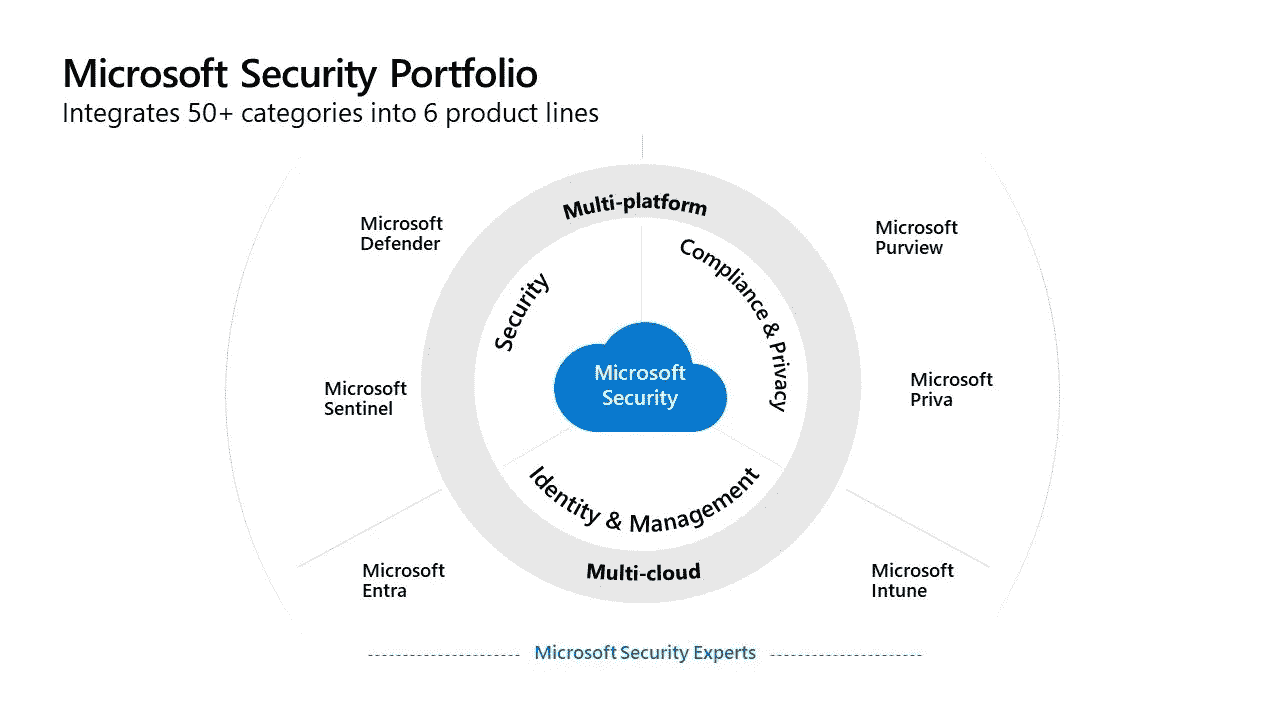 Microsoft Security Portfolio
Integrates 50+ categories into 6 product lines
Multi-platform
Microsoft
Defender
Microsoft
Purview
Security
Compliance & Privacy
Microsoft
Security
Microsoft
Sentinel
Microsoft
Priva
Identity & Management
Multi-cloud
Microsoft
Entra
Microsoft
Intune
Microsoft Security Experts